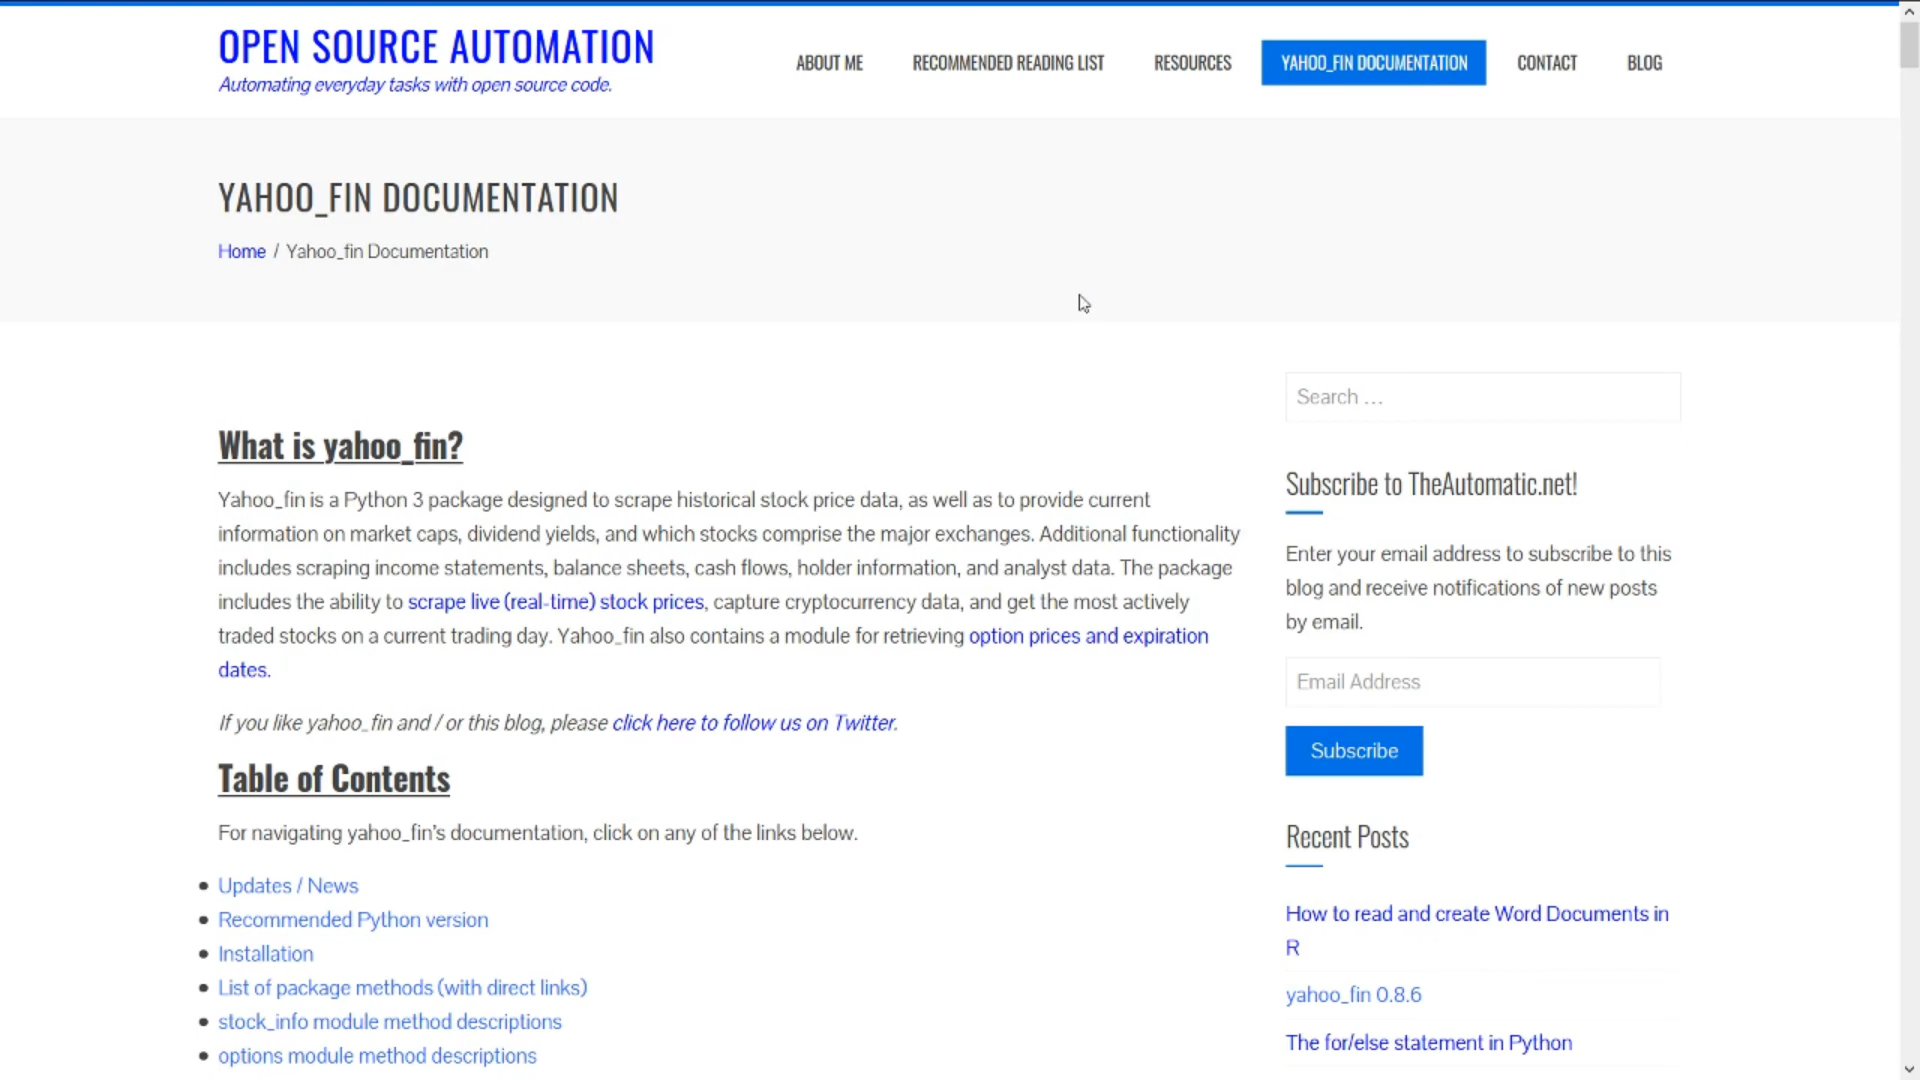 OPEN SOURCE AUTOMATION
Automating everyday tasks with open source code.
ABOUT ME
RECOMMENDED READING LIST
RESOURCES
YAHOO_FIN DOCUMENTATION
CONTACT
BLOG
YAHOO_FIN DOCUMENTATION
Home / Yahoo_fin Documentation
What is yahoo_fin?
Yahoo_fin is a Python 3 package designed to scrape historical stock price data, as well as to provide current
information on market caps, dividend yields, and which stocks comprise the major exchanges. Additional functionality
includes scraping income statements, balance sheets, cash flows, holder information, and analyst data. The package
includes the ability to scrape live (real-time) stock prices, capture cryptocurrency data, and get the most actively
traded stocks on a current trading day. Yahoo_fin also contains a module for retrieving option prices and expiration
dates.
If you like yahoo_fin and / or this blog, please click here to follow us on Twitter.
Table of Contents
For navigating yahoo_fin's documentation, click on any of the links below.
Updates / News
Recommended Python version
Installation
List of package methods (with direct links)
stock_info module method descriptions
options module method descriptions
Search …
Subscribe to TheAutomatic.net!
Enter your email address to subscribe to this
blog and receive notifications of new posts
by email.
Email Address
Subscribe
Recent Posts
How to read and create Word Documents in
R
yahoo_fin 0.8.6
The for/else statement in Python